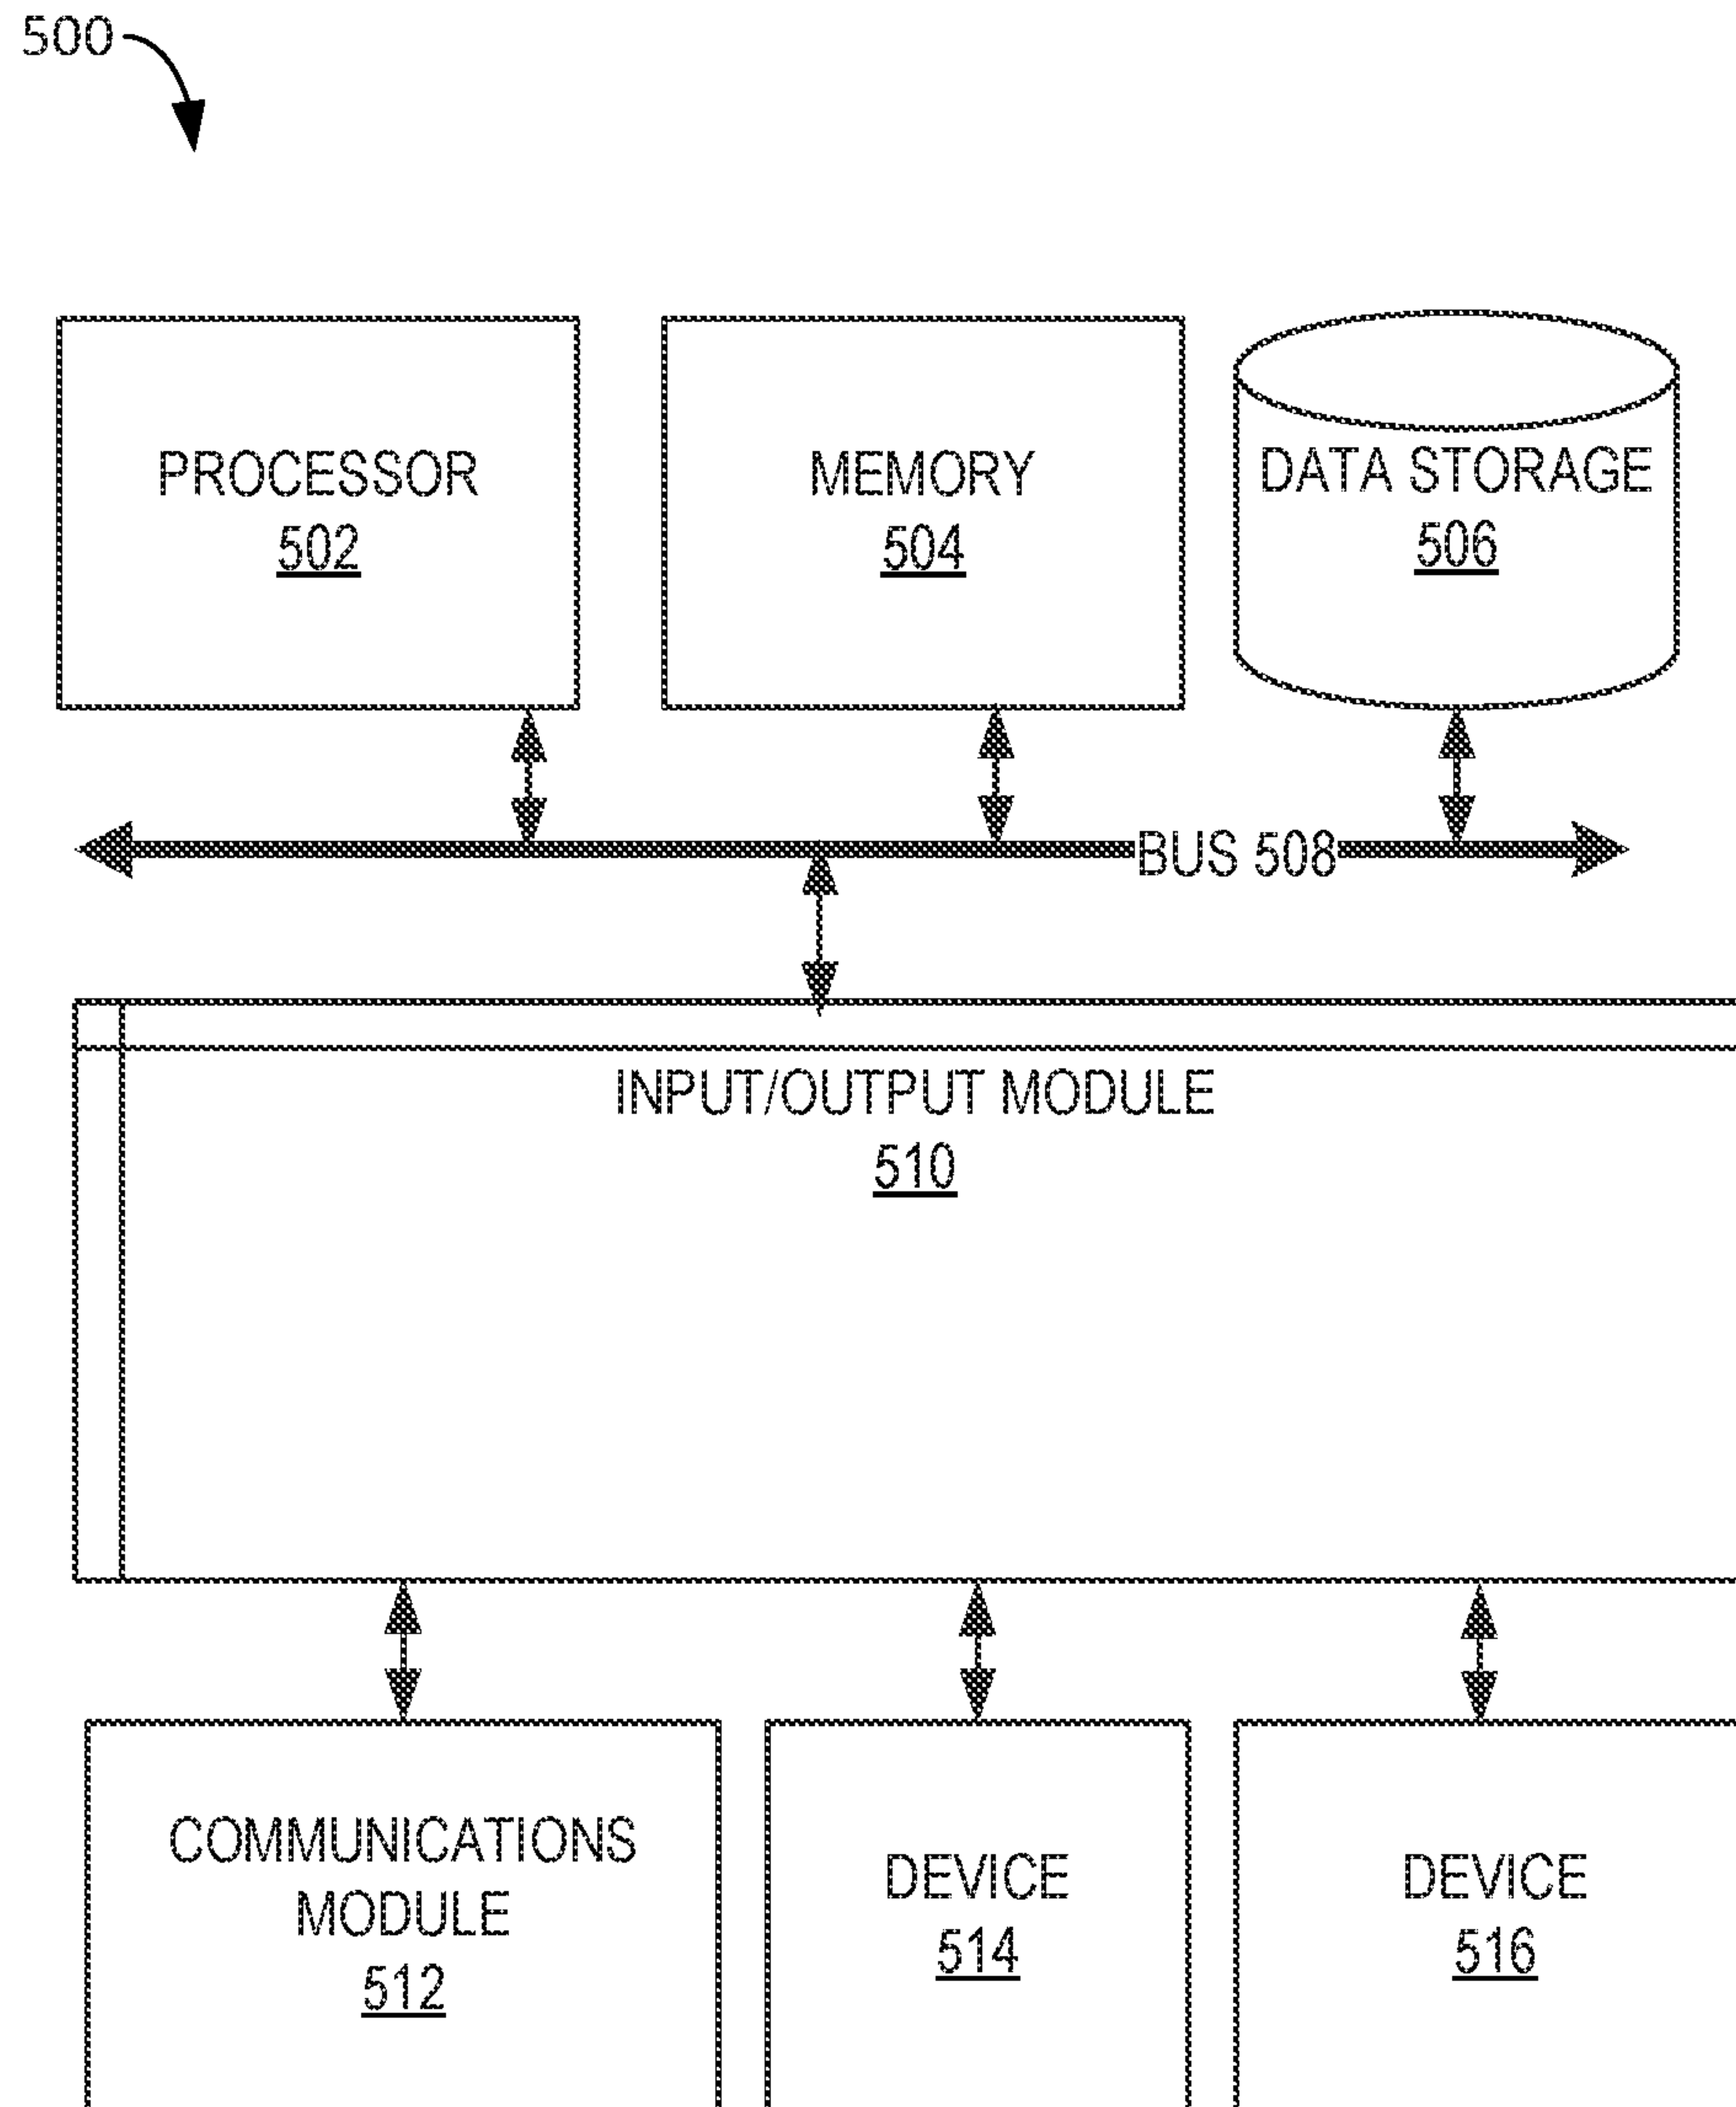 500
PROCESSOR
502
MEMORY
504
DATA STORAGE
506
BUS 508
INPUT/OUTPUT MODULE
510
COMMUNICATIONS
MODULE
512
DEVICE
514
DEVICE
516